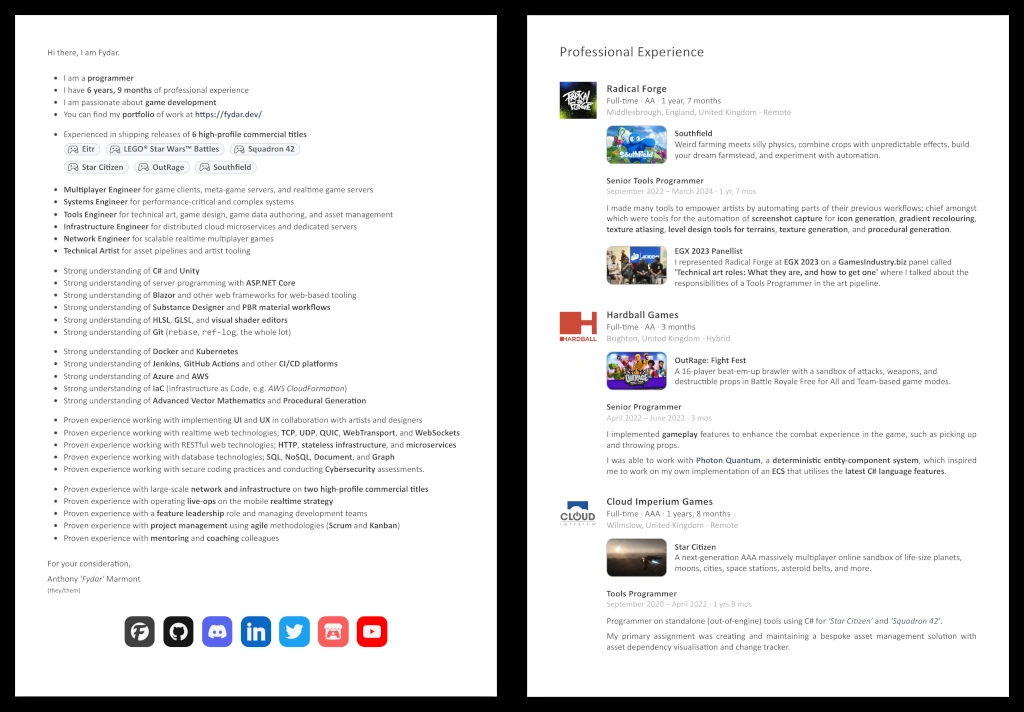 Hi there, I am Fydar.
• I am a programmer
• I have 6 years, 9 months of professional experience
• I am passionate about game development
• You can find my portfolio of work at https://fydar.dev/
• Experienced in shipping releases of 6 high-profile commercial titles
Eitr LEGO® Star Wars™ Battles Squadron 42
Star Citizen OutRage Southfield
• Multiplayer Engineer for game clients, meta-game servers, and realtime game servers
• Systems Engineer for performance-critical and complex systems
• Tools Engineer for technical art, game design, game data authoring, and asset management
• Infrastructure Engineer for distributed cloud microservices and dedicated servers
• Network Engineer for scalable realtime multiplayer games
• Technical Artist for asset pipelines and artist tooling
• Strong understanding of C# and Unity
• Strong understanding of server programming with ASP.NET Core
• Strong understanding of Blazor and other web frameworks for web-based tooling
• Strong understanding of Substance Designer and PBR material workflows
• Strong understanding of HLSL, GLSL, and visual shader editors
• Strong understanding of Git (rebase, ref-log, the whole lot)
• Strong understanding of Docker and Kubernetes
• Strong understanding of Jenkins, GitHub Actions and other CI/CD platforms
• Strong understanding of Azure and AWS
• Strong understanding of IaC (Infrastructure as Code, e.g. AWS CloudFormation)
• Strong understanding of Advanced Vector Mathematics and Procedural Generation
• Proven experience working with implementing UI and UX in collaboration with artists and designers
• Proven experience working with realtime web technologies; TCP, UDP, QUIC, WebTransport, and WebSockets
• Proven experience working with RESTful web technologies; HTTP, stateless infrastructure, and microservices
• Proven experience working with database technologies; SQL, NoSQL, Document, and Graph
• Proven experience working with secure coding practices and conducting Cybersecurity assessments.
• Proven experience with large-scale network and infrastructure on two high-profile commercial titles
• Proven experience with operating live-ops on the mobile realtime strategy
• Proven experience with a feature leadership role and managing development teams
• Proven experience with project management using agile methodologies (Scrum and Kanban)
• Proven experience with mentoring and coaching colleagues
For your consideration,
Anthony 'Fydar' Marmont
(they/them)
in
Professional Experience
Radical Forge
Full-time · AA · 1 year, 7 months
Middlesbrough, England, United Kingdom · Remote
Southfield
Southfield
Weird farming meets silly physics, combine crops with unpredictable effects, build
your dream farmstead, and experiment with automation.
Senior Tools Programmer
September 2022 – March 2024 · 1 yr, 7 mos
I made many tools to empower artists by automating parts of their previous workflows; chief amongst
which were tools for the automation of screenshot capture for icon generation, gradient recolouring,
texture atlasing, level design tools for terrains, texture generation, and procedural generation.
EGX 2023 Panellist
I represented Radical Forge at EGX 2023 on a GamesIndustry.biz panel called
'Technical art roles: What they are, and how to get one' where I talked about the
responsibilities of a Tools Programmer in the art pipeline.
HARDBALL
Hardball Games
Full-time · AA · 3 months
Brighton, United Kingdom · Hybrid
OUTRAGE
OutRage: Fight Fest
A 16-player beat-em-up brawler with a sandbox of attacks, weapons, and
destructible props in Battle Royale Free for All and Team-based game modes.
Senior Programmer
April 2022 – June 2022 · 3 mos
I implemented gameplay features to enhance the combat experience in the game, such as picking up
and throwing props.
I was able to work with Photon Quantum, a deterministic entity-component system, which inspired
me to work on my own implementation of an ECS that utilises the latest C# language features.
CLOUD
IMPERIUM
Cloud Imperium Games
Full-time · AAA · 1 years, 8 months
Wilmslow, United Kingdom · Remote
Star Citizen
A next-generation AAA massively multiplayer online sandbox of life-size planets,
moons, cities, space stations, asteroid belts, and more.
Tools Programmer
September 2020 – April 2022 · 1 yrs 8 mos
Programmer on standalone (out-of-engine) tools using C# for 'Star Citizen' and 'Squadron 42'.
My primary assignment was creating and maintaining a bespoke asset management solution with
asset dependency visualisation and change tracker.